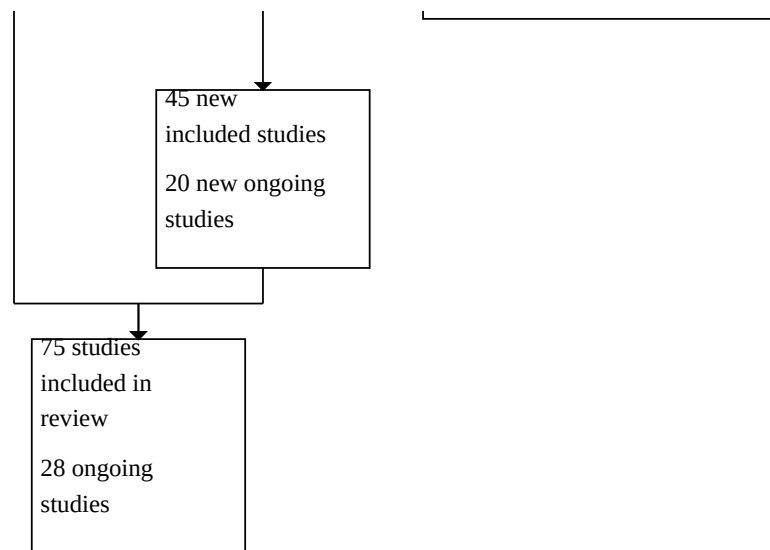 45 new
included studies
20 new ongoing
studies
75 studies
included in
review
28 ongoing
studies